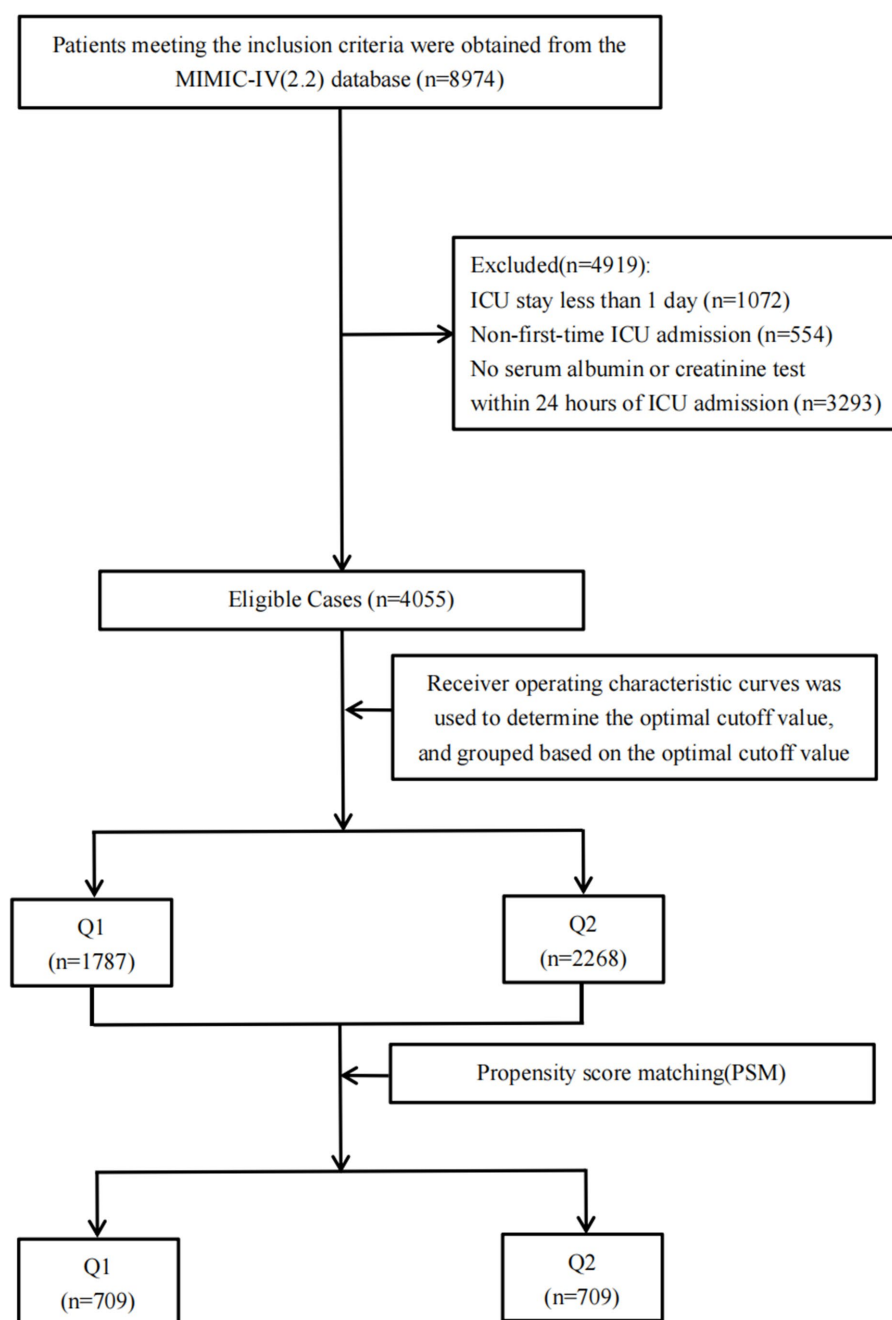 Patients meeting the inclusion criteria were obtained from the
MIMIC-IV(2.2) database (n=8974)
Excluded(n=4919):
ICU stay less than 1 day (n=1072)
Non-first-time ICU admission (n=554)
No serum albumin or creatinine test
within 24 hours of ICU admission (n=3293)
Eligible Cases (n=4055)
Receiver operating characteristic curves was
used to determine the optimal cutoff value,
and grouped based on the optimal cutoff value
Q1
(n=1787)
Q2
(n=2268)
Propensity score matching(PSM)
Q1
(n=709)
Q2
(n=709)